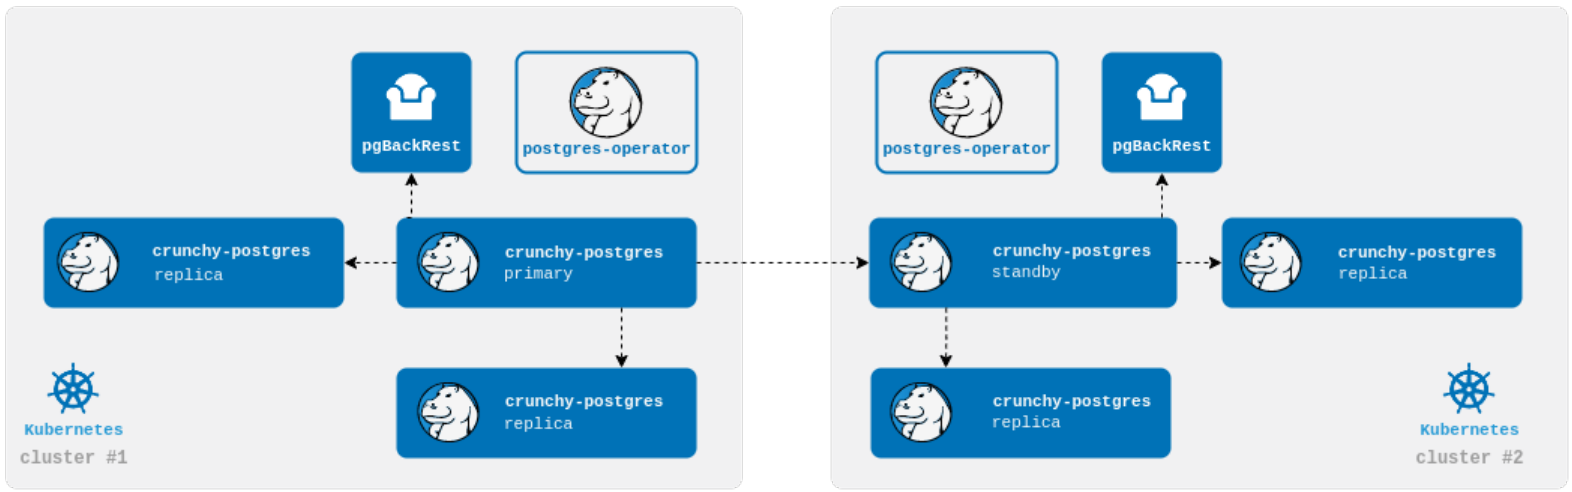 pgBackRest
postgres-operator
crunchy-postgres
replica
crunchy-postgres
primary
crunchy-postgres
replica
Kubernetes
cluster #1
postgres-operator
pgBackRest
crunchy-postgres
standby
crunchy-postgres
replica
crunchy-postgres
replica
Kubernetes
cluster #2